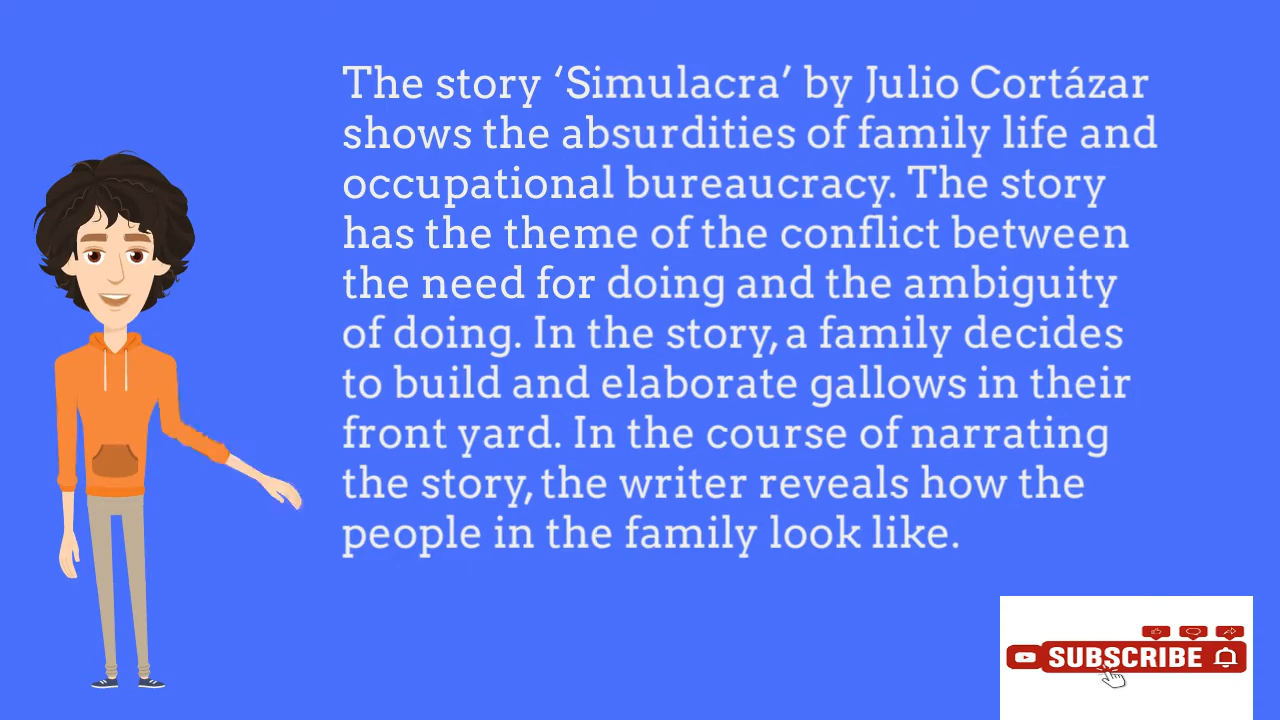 The story ‘Simulacra’ by Julio Cortázar
shows the absurdities of family life and
occupational bureaucracy. The story
has the theme of the conflict between
the need for doing and the ambiguity
of doing. In the story, a family decides
to build and elaborate gallows in their
front yard. In the course of narrating
the story, the writer reveals how the
people in the family look like.
SUBSCRIBE